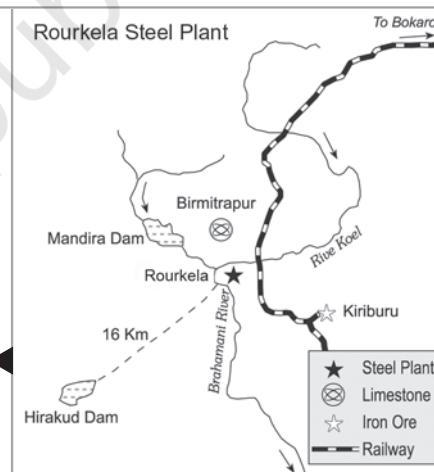 Rourkela Steel Plant
To Bokaro
Birmitrapur
Mandira Dam
Rive Koel
Rourkela
Kiriburu
Brahamani River
16 Km
Hirakud Dam
Steel Plant
Limestone
Iron Ore
Railway